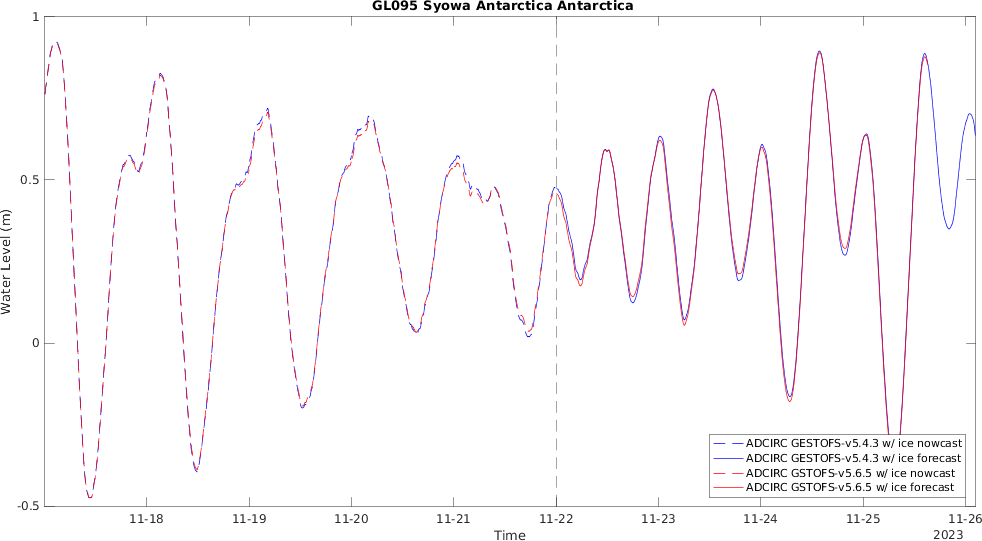 GL095 Syowa Antarctica Antarctica
1
0.5
0
-0.5
Water Level (m)
11-18
11-19
11-20
11-21
11-22
11-23
11-24
11-25
11-26
2023
Time
ADCIRC GESTOFS-v5.4.3 w/ ice nowcast
ADCIRC GESTOFS-v5.4.3 w/ ice forecast
ADCIRC GSTOFS-v5.6.5 w/ ice nowcast
ADCIRC GSTOFS-v5.6.5 w/ ice forecast